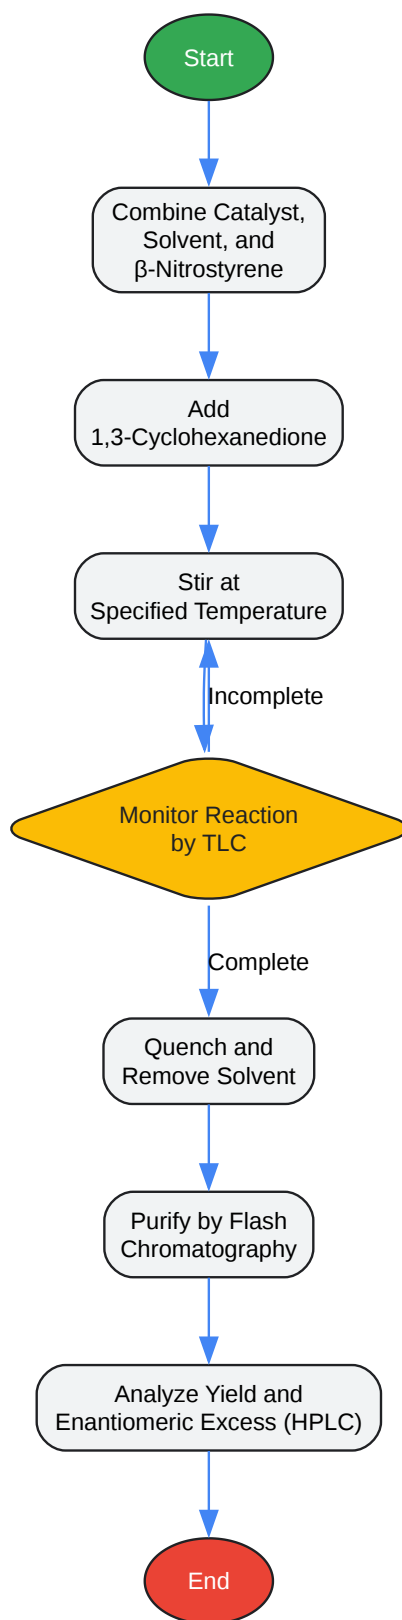 Start
Combine Catalyst,
Solvent, and
β-Nitrostyrene
Add
1,3-Cyclohexanedione
Stir at
Specified Temperature
Incomplete
Monitor Reaction
by TLC
Complete
Quench and
Remove Solvent
Purify by Flash
Chromatography
Analyze Yield and
Enantiomeric Excess (HPLC)
End